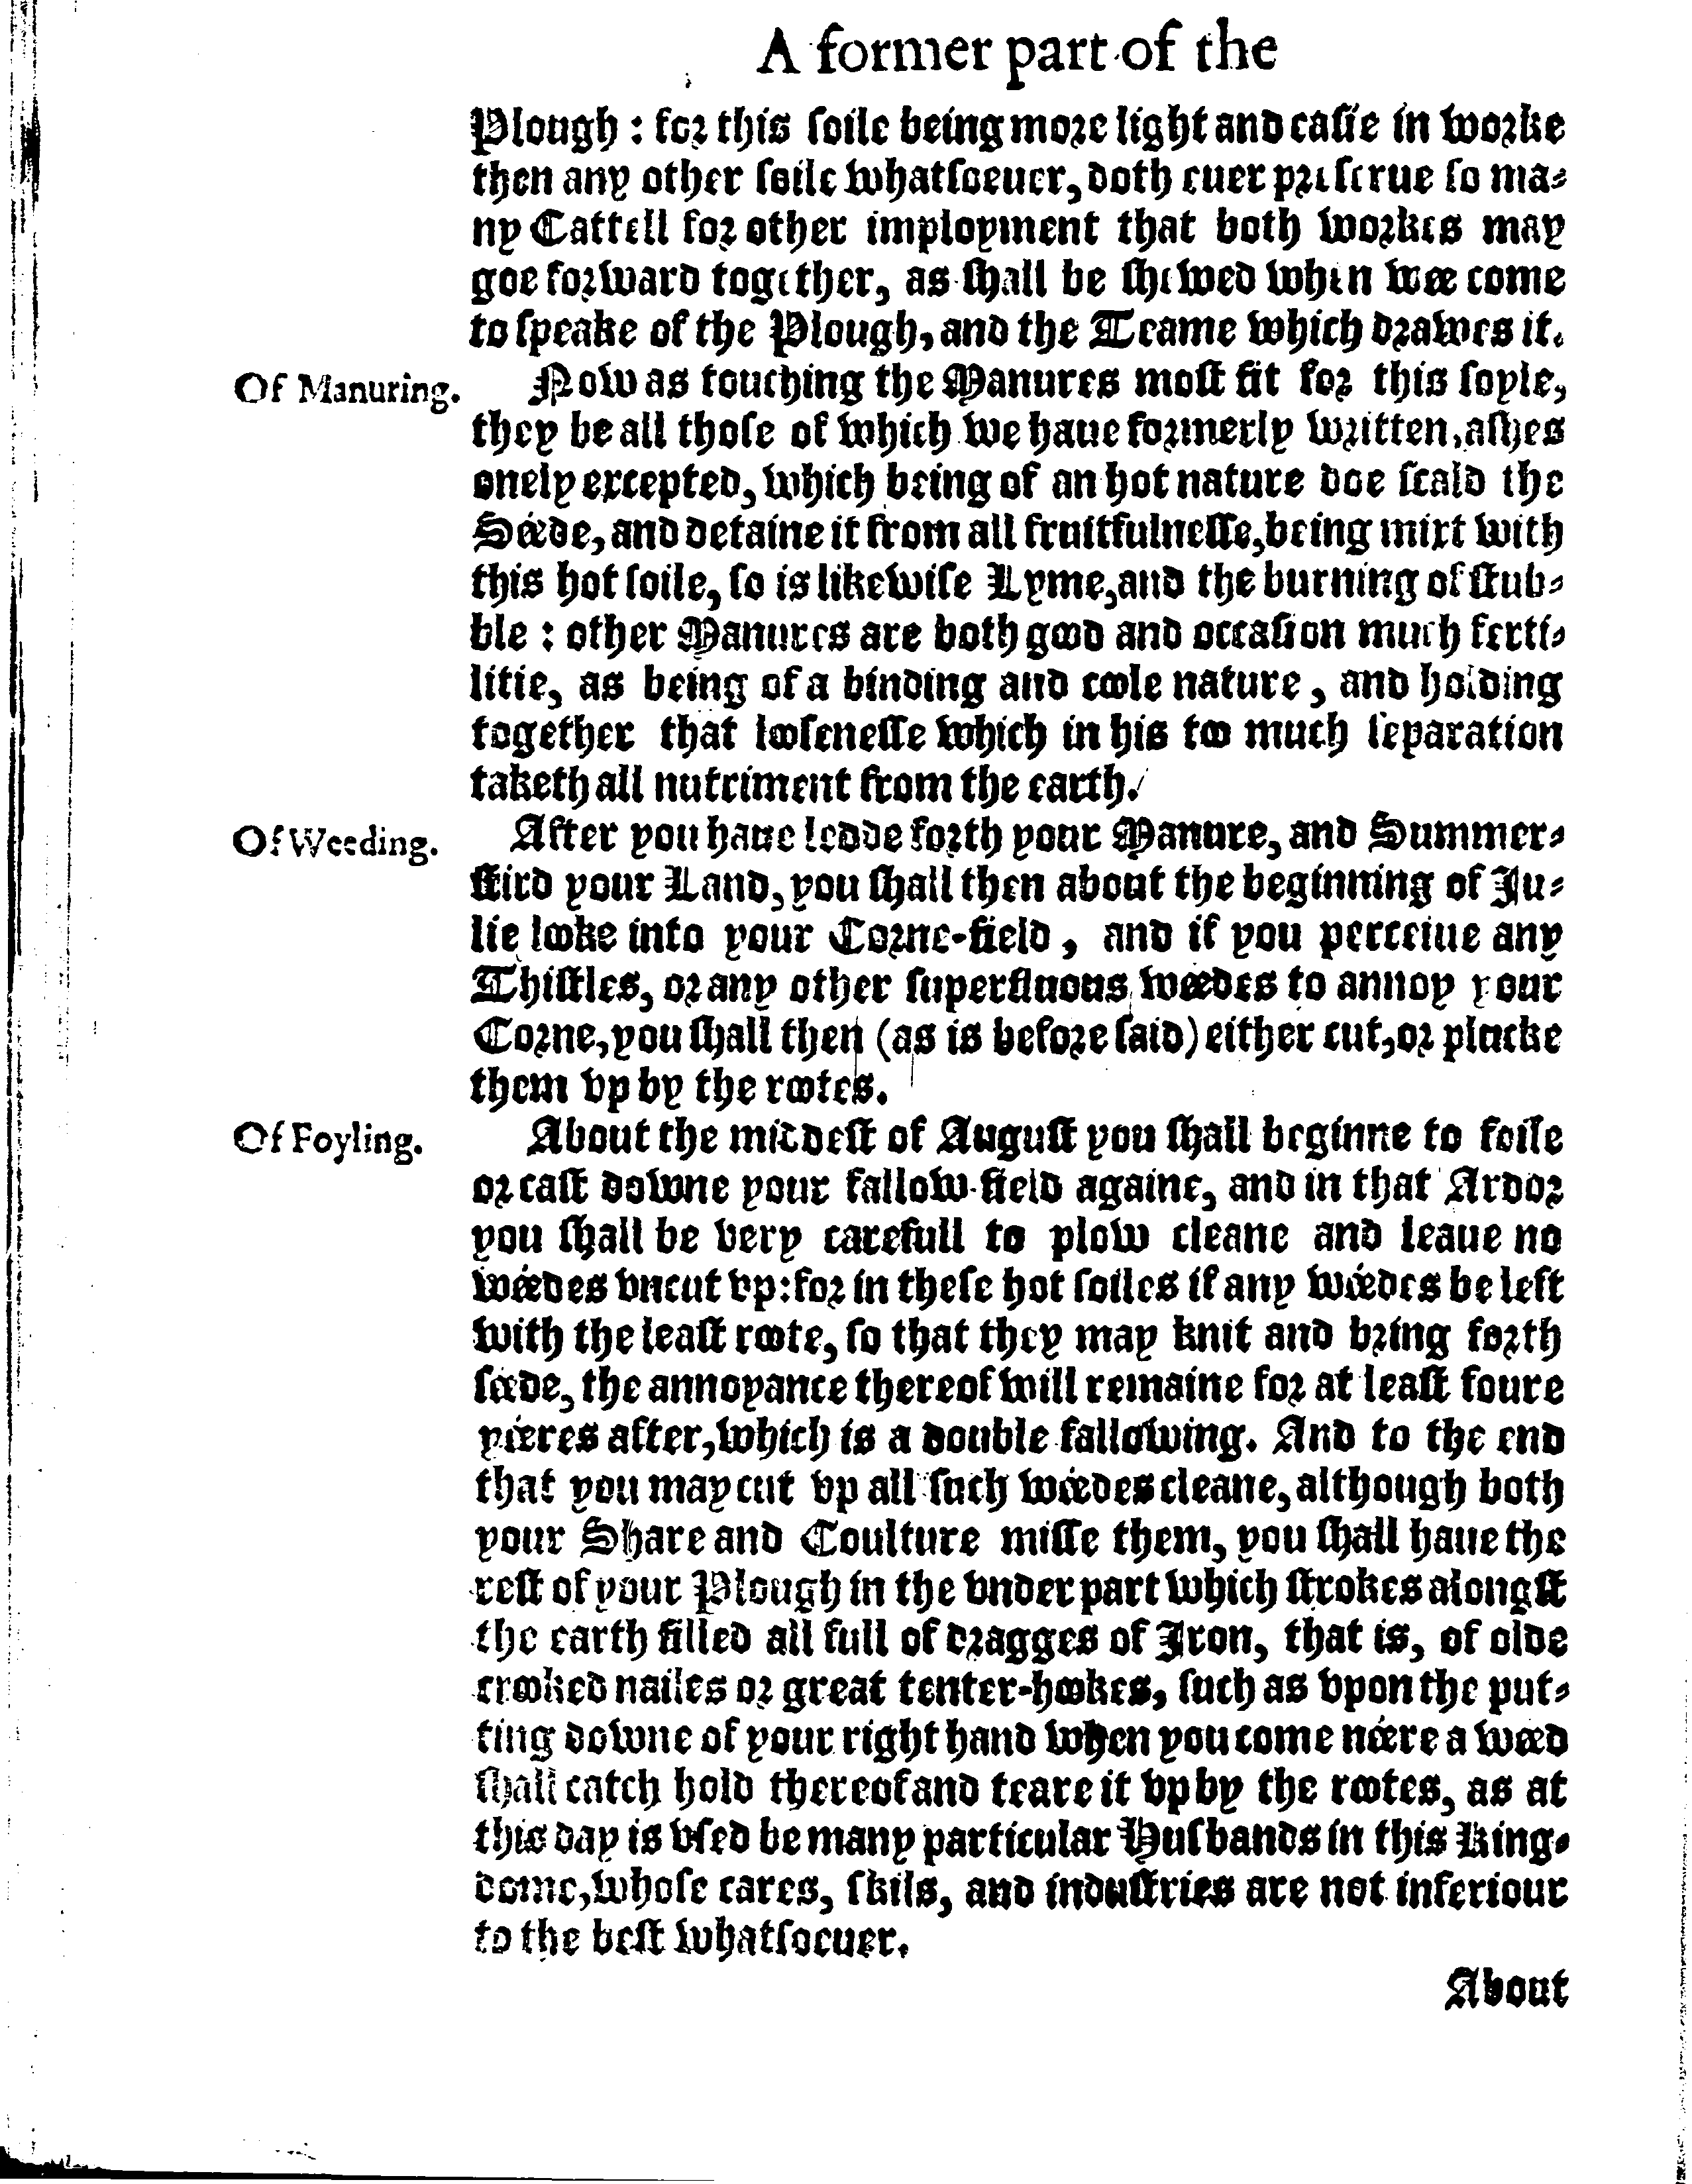 A former part of the
Plough : for this ſoile being more light and eaſie in worke
then any other ſoile whatſoeuer, doth euer preſerue ſo ma-
ny Cattell for other imployment that both workes may
goe forward together, as ſhall be ſhewed when wee come
to ſpeake of the Plough, and the Teame which drawes it.
Of Manuring.
Now as touching the Manures moſt fit for this ſoyle,
they be all thoſe of which we haue formerly written, aſhes
onely excepted, which being of an hot nature doe ſcald the
Seede, and detaine it from all fruitfulneſſe, being mixt with
this hot ſoile, ſo is likewiſe Lyme, and the burning of ſtub-
ble : other Manures are both good and occaſion much ferti-
litie, as being of a binding and coole nature, and holding
together that looſeneſſe which in his too much ſeparation
taketh all nutriment from the earth.
Of Weeding.
After you haue ledde forth your Manure, and Summer-
ſtird your Land, you ſhall then about the beginning of Ju-
lie looke into your Corne-field, and if you perceiue any
Thiſtles, or any other ſuperfluous weedes to annoy your
Corne, you ſhall then (as is before ſaid) either cut, or plucke
them vp by the rootes.
Of Foyling.
About the middeſt of Auguſt you ſhall beginne to foile
or caſt downe your fallow-field againe, and in that Ardor
you ſhall be very carefull to plow cleane and leaue no
weedes vncut vp: for in theſe hot ſoiles if any weedes be left
with the leaſt roote, ſo that they may knit and bring forth
ſeede, the annoyance thereof will remaine for at leaſt foure
yeeres after, which is a double fallowing. And to the end
that you may cut vp all ſuch weedes cleane, although both
your Share and Coulture miſſe them, you ſhall haue the
reſt of your Plough in the vnder part which ſtrokes alongſt
the earth filled all full of dragges of Iron, that is, of olde
crooked nailes or great tenter-hookes, ſuch as vpon the put-
ting downe of your right hand when you come neere a weed
ſhall catch hold thereof and teare it vp by the rootes, as at
this day is vſed be many particular Huſbands in this King-
dome, whoſe cares, ſkils, and induſtries are not inferiour
to the beſt whatſoeuer.
About